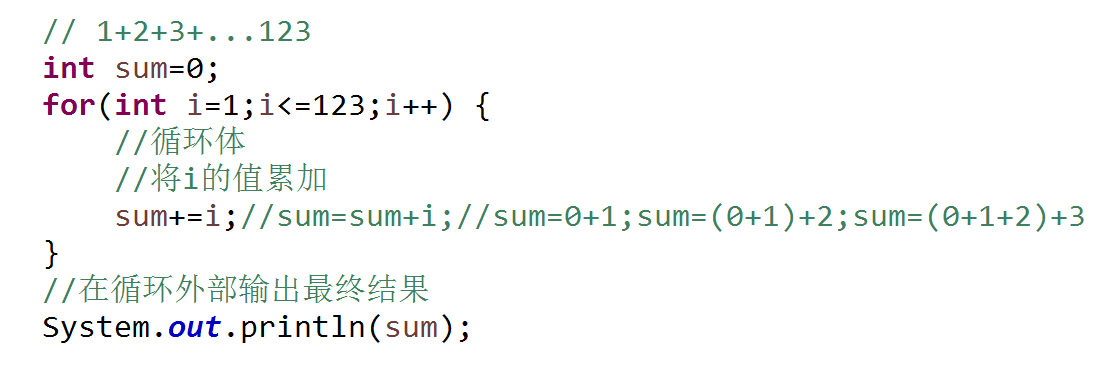 // 1+2+3+...123
int sum=0;
for(int i=1;i<=123;i++) {
//循环体
//将i的值累加
sum+=i;//sum=sum+i;//sum=0+1;sum=(0+1)+2;sum=(0+1+2)+3
}
//在循环外部输出最终结果
System.out.println(sum);